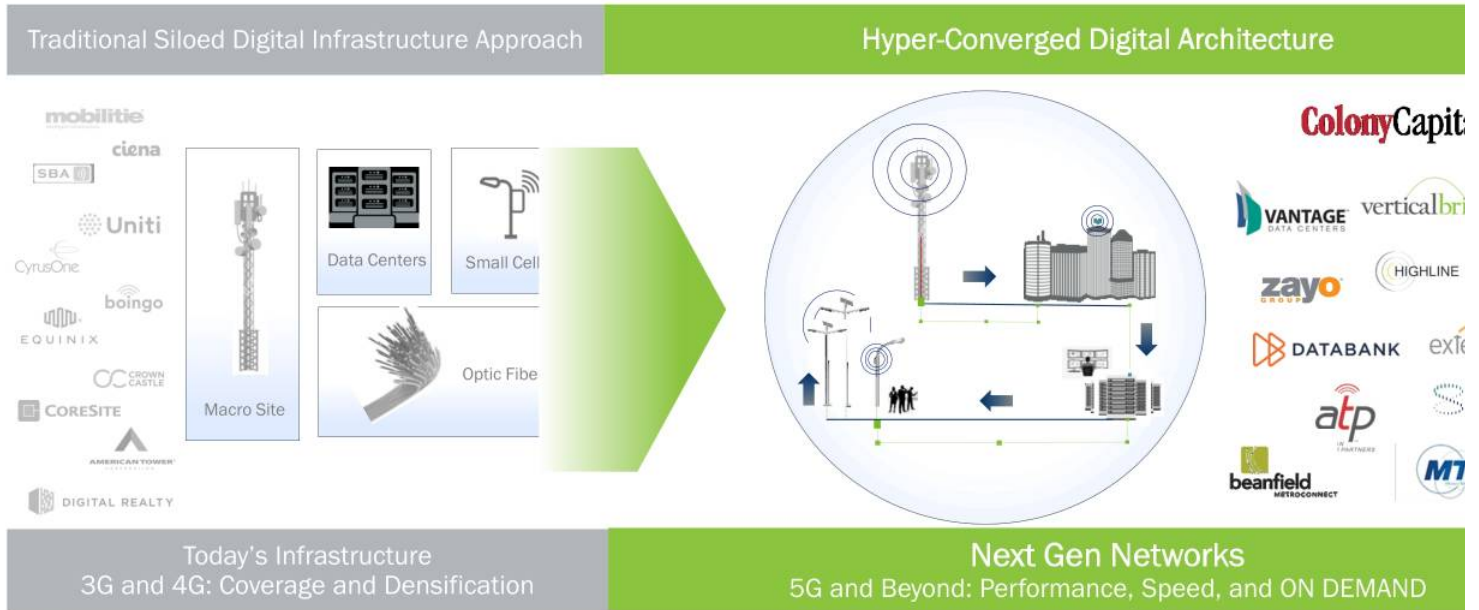 Traditional Siloed Digital Infrastructure Approach
Hyper-Converged Digital Architecture
mobilitie
ciena
SBA
Uniti
CyrusOne
boingo
EQUINIX
CROWN
CASTLE
CORESITE
AMERICAN TOWER
DIGITAL REALTY
Macro Site
Data Centers
Small Cell
Optic Fibe
ColonyCapita
VANTAGE
DATA CENTERS
verticalbri
zayo
GROUP
HIGHLINE
DATABANK
exte
atp
beanfield
METROCONNECT
MT
Today's Infrastructure
3G and 4G: Coverage and Densification
Next Gen Networks
5G and Beyond: Performance, Speed, and ON DEMAND